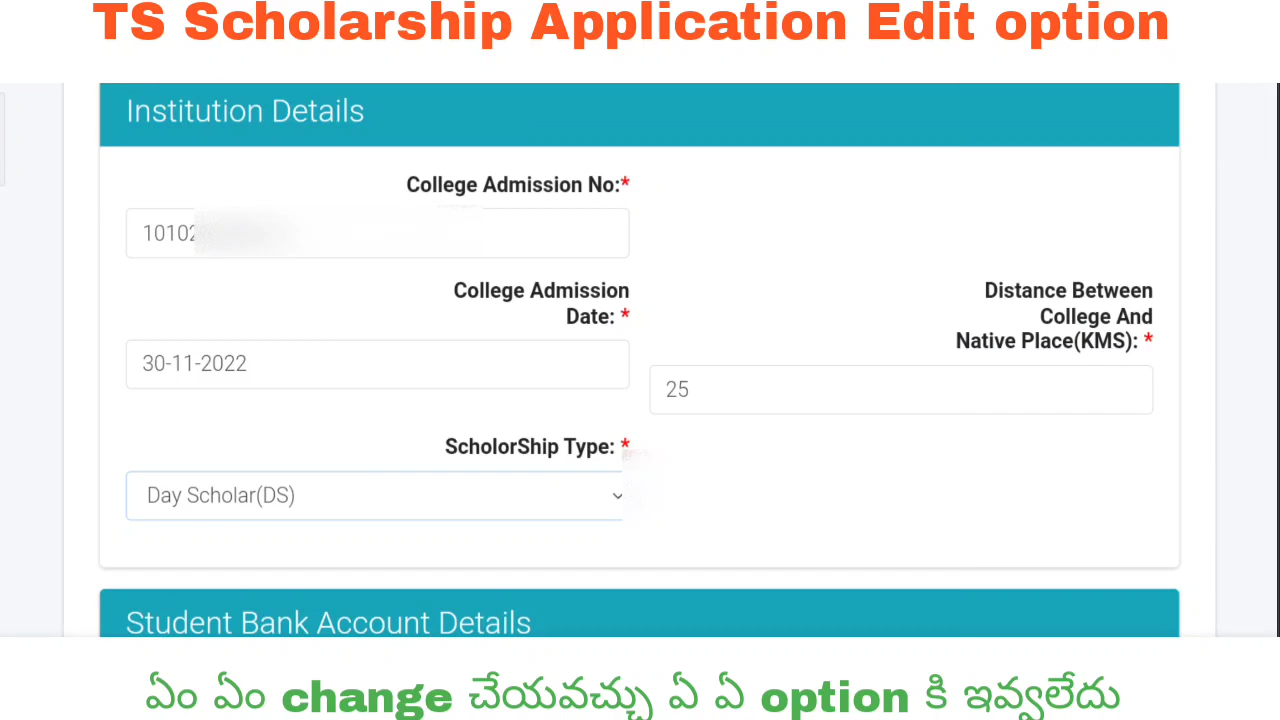 TS Scholarship Application Edit option
Institution Details
College Admission No:*
10102
College Admission
Date: *
30-11-2022
Distance Between
College And
Native Place(KMS): *
25
ScholorShip Type: *
Day Scholar(DS)
Student Bank Account Details
ఏం ఏం change చేయవచ్చు ఏ ఏ option కి ఇవ్వలేదు